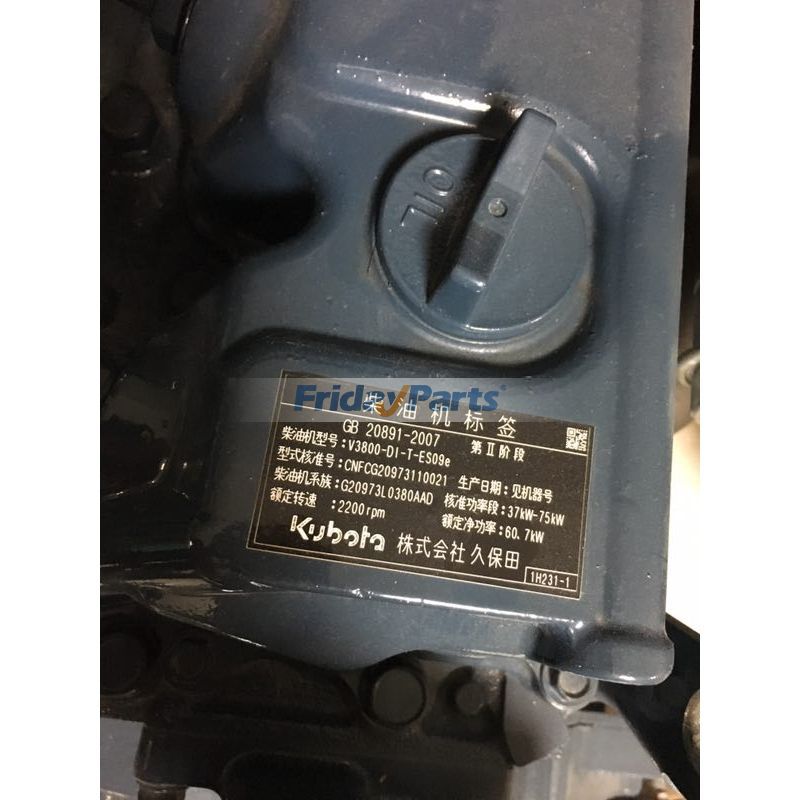 OIL
FridayParts
柴油机标签
GB 20891-2007 第Ⅱ阶段
柴油机型号:V3800-DI-T-ES09e
型式核准号:CNFCG20973110021 生产日期:见机器号
柴油机系族:G20973L0380AAD 核准功率段:37kW-75kW
额定转速:2200rpm 额定净功率:60.7kW
Kubota 株式会社 久保田
1H231-1